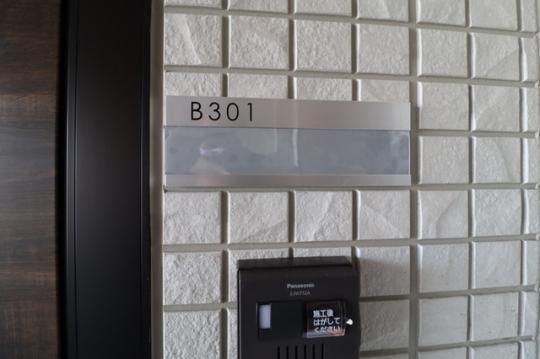 B301
Panasonic
施工後
はがして
ください